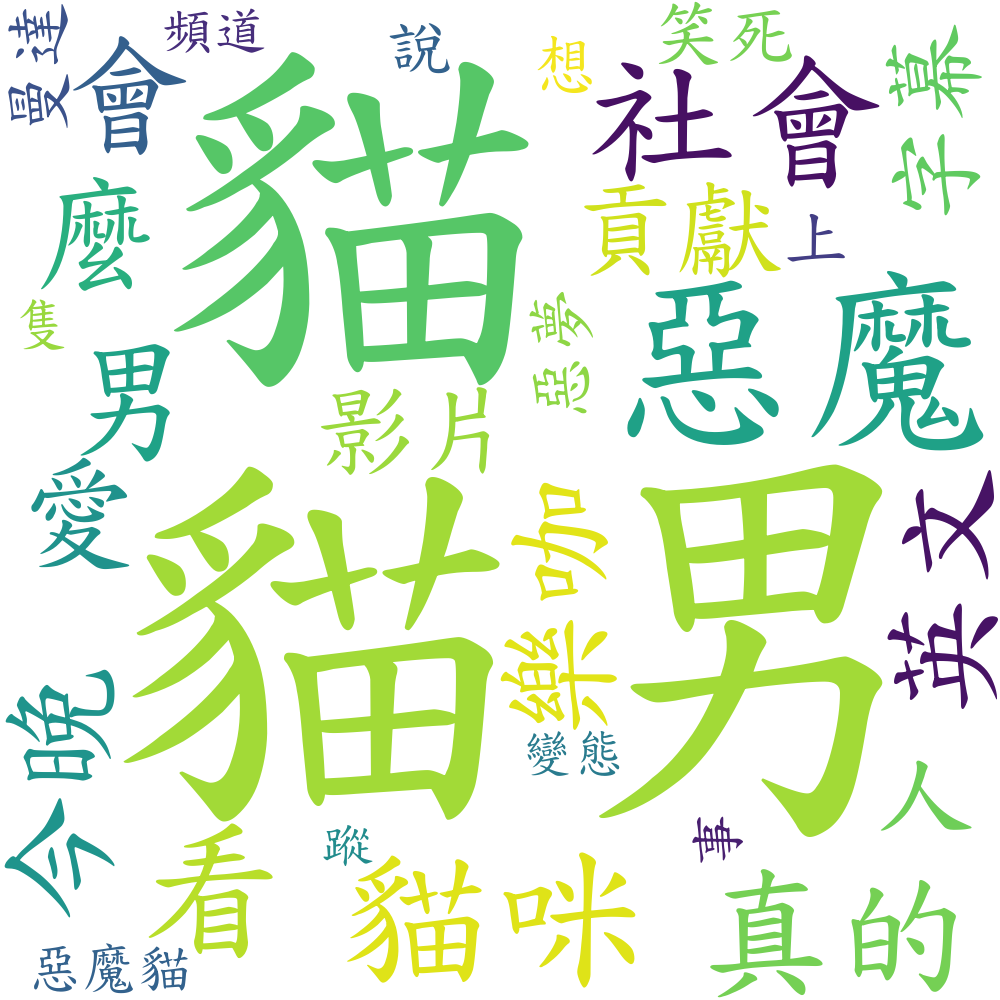 曼達
頻道
說
想
笑死
字幕
會
貓
社會
麼
貢獻
上
隻
男
惡夢
惡魔
影片
愛
貓男
樂咖
英文
今晚
變態
人
看
蹤
事
貓咪
真的
惡魔貓